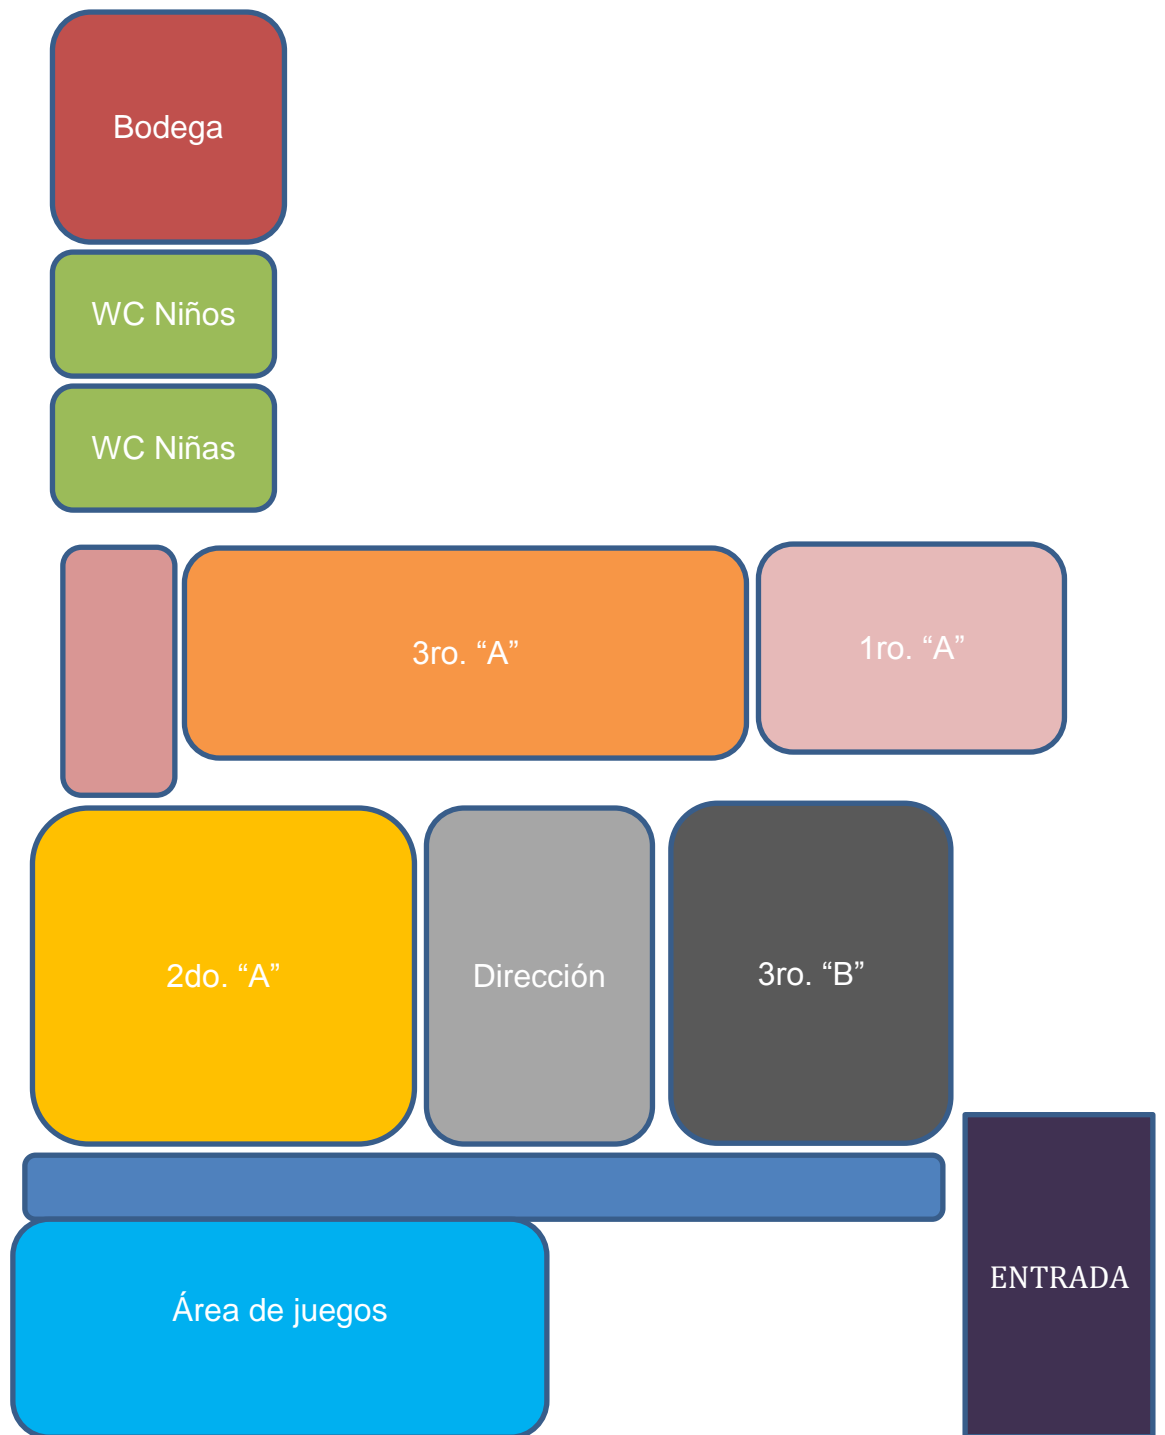 Bodega
WC Niños
WC Niñas
3ro. “A”
1ro. “A”
2do. “A”
Dirección
3ro. “B”
ENTRADA
Área de juegos